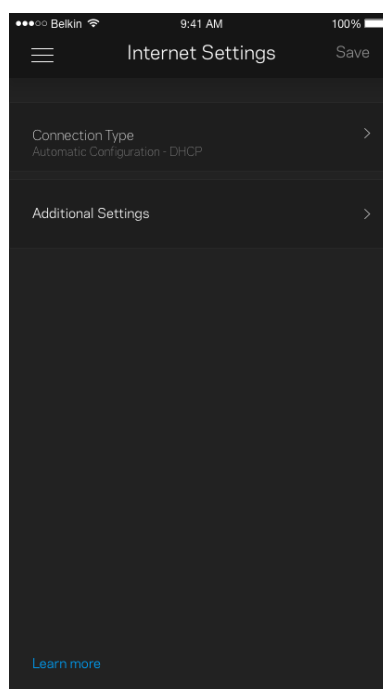 Belkin 9:41 AM 100%
Internet Settings Save
Connection Type
Automatic Configuration - DHCP
Additional Settings
Learn more